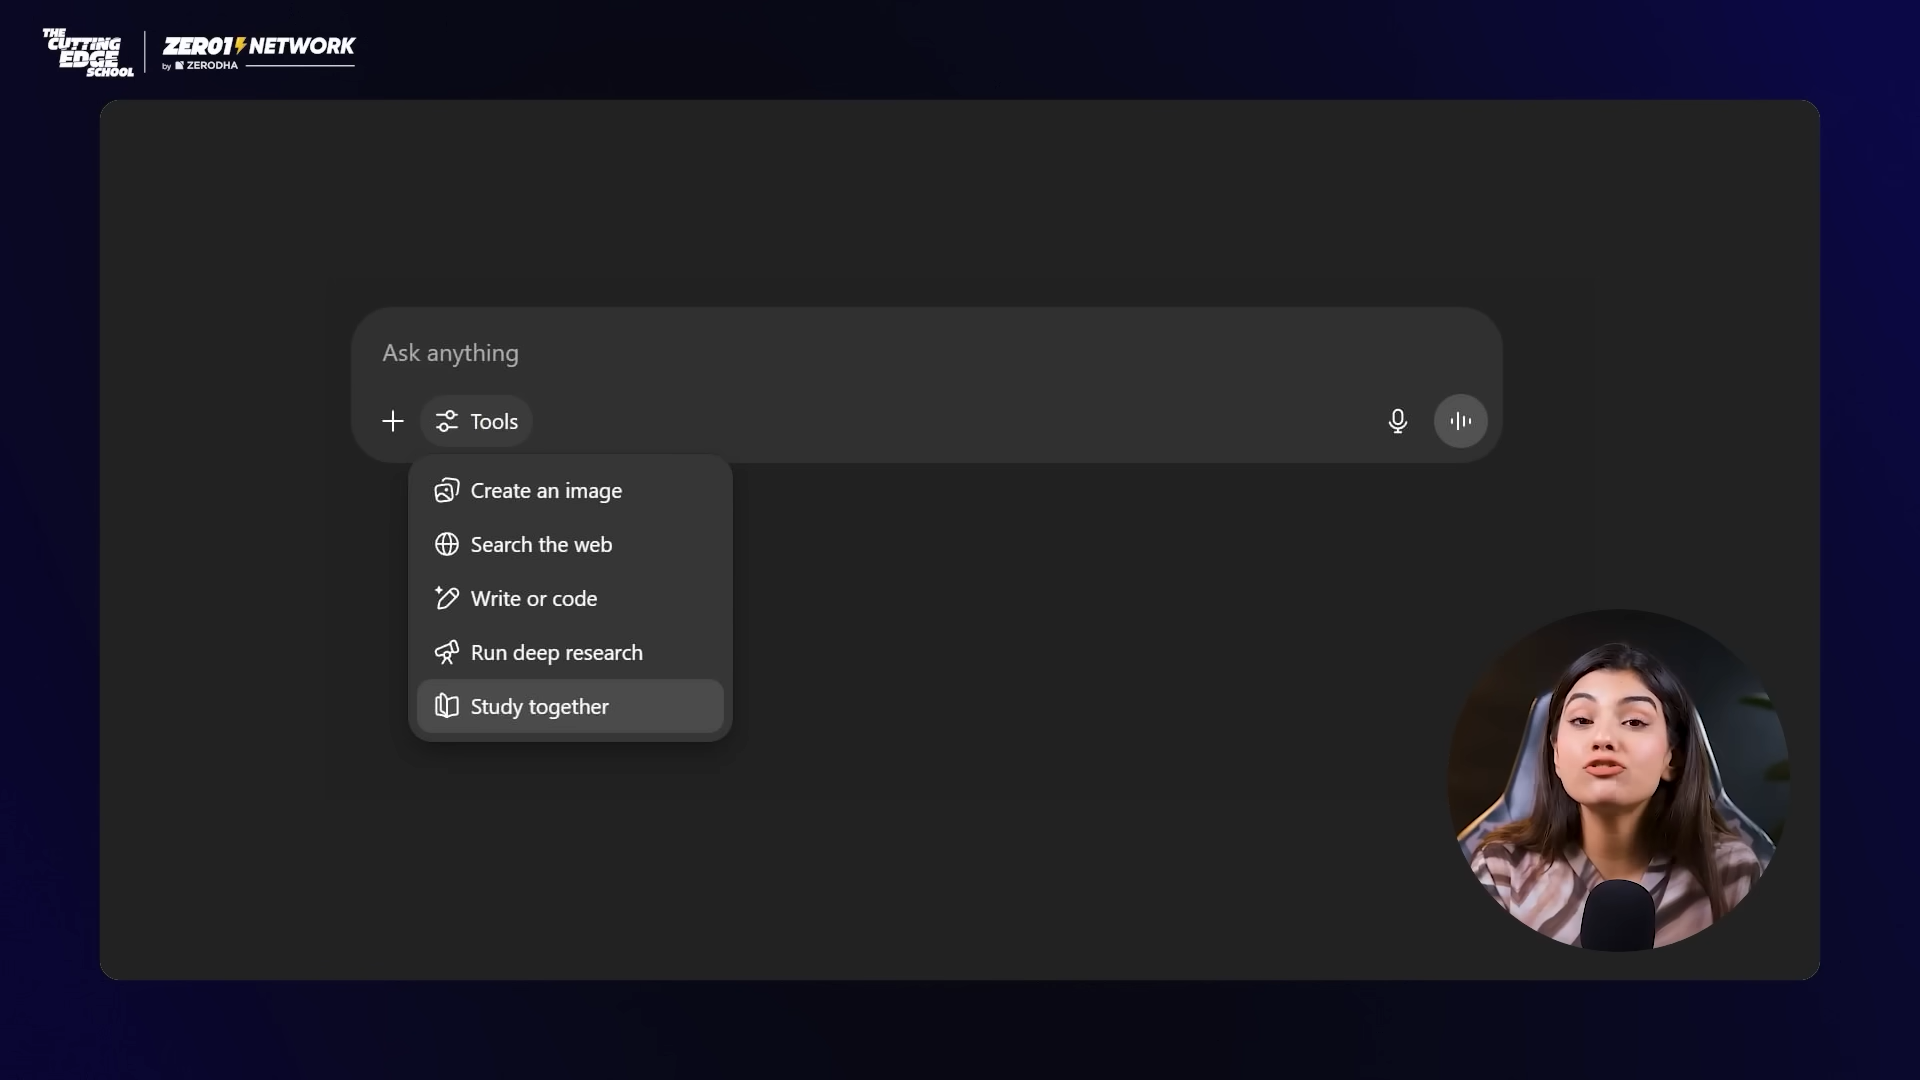 THE
CUTTING
EDGE
SCHOOL
ZERO1 NETWORK
by ZERODHA
Ask anything
Tools
Create an image
Search the web
Write or code
Run deep research
Study together